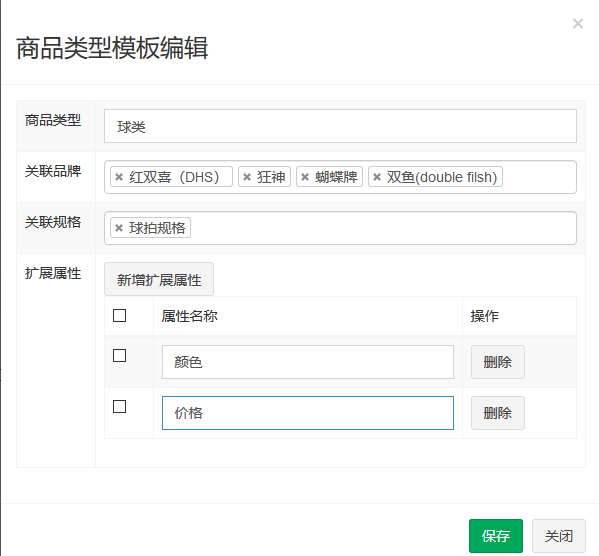 ×
商品类型模板编辑
商品类型
球类
关联品牌
× 红双喜（DHS） × 狂神 × 蝴蝶牌 × 双鱼(double filsh)
关联规格
× 球拍规格
扩展属性
新增扩展属性
属性名称 操作
颜色 删除
价格 删除
保存 关闭